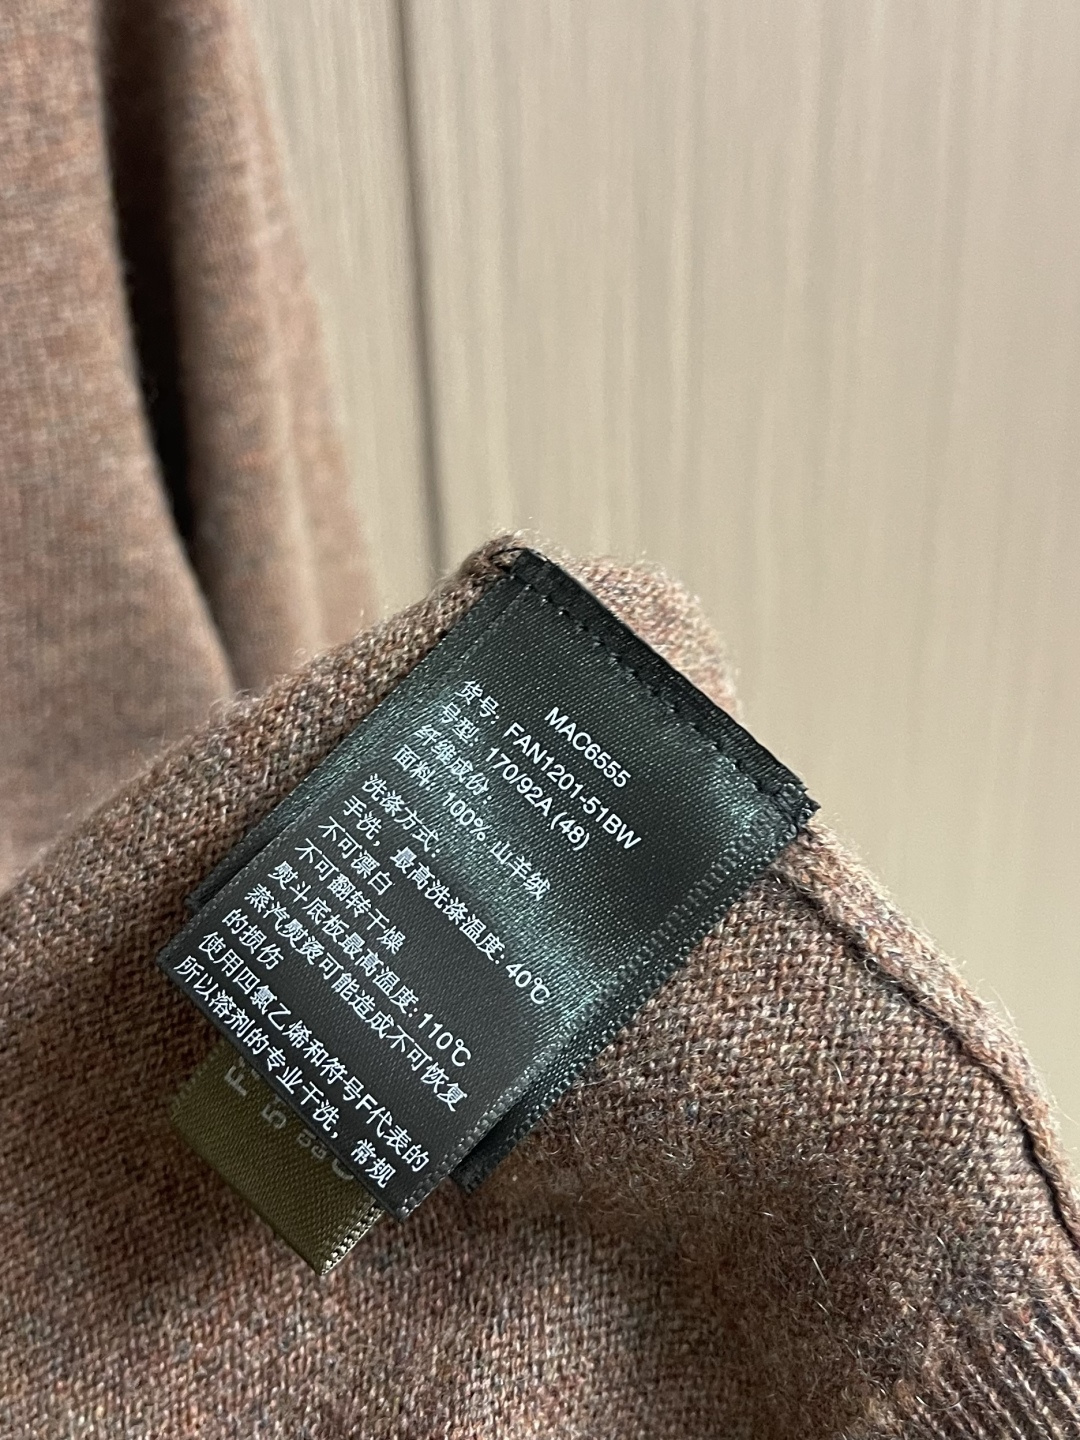 MAC6555
货号: FAN1201-51BW
号型: 170/92A (48)
纤维成份:
面料: 100% 山羊绒
洗涤方式:
手洗，最高洗涤温度: 40℃
不可漂白
不可翻转干燥
熨斗底板最高温度:110℃
蒸汽熨烫可能造成不可恢复
的损伤
使用四氯乙烯和符号F代表的
所以溶剂的专业干洗，常规